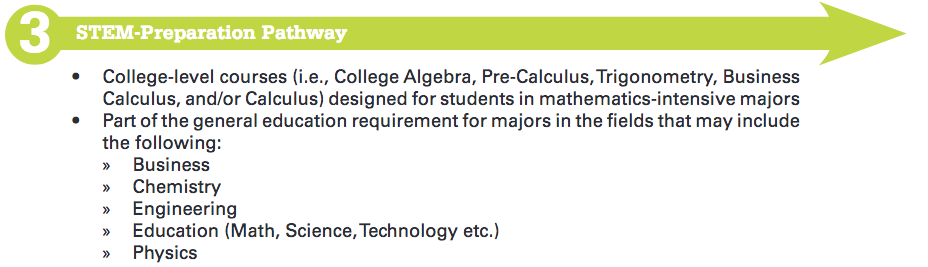 3 STEM-Preparation Pathway
• College-level courses (i.e., College Algebra, Pre-Calculus, Trigonometry, Business
Calculus, and/or Calculus) designed for students in mathematics-intensive majors
• Part of the general education requirement for majors in the fields that may include
the following:
» Business
» Chemistry
» Engineering
» Education (Math, Science, Technology etc.)
» Physics